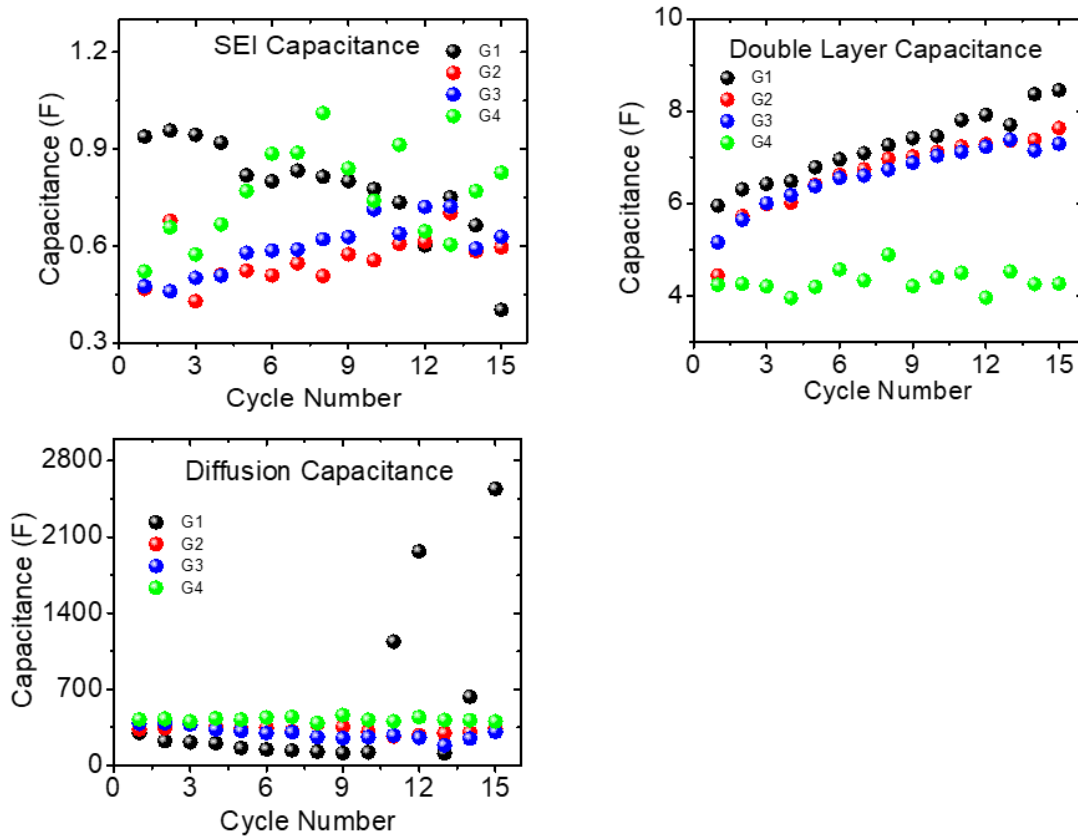 SEI Capacitance
G1
G2
G3
G4
1.2
0.9
0.6
0.3
Capacitance (F)
0 3 6 9 12 15
Cycle Number
Double Layer Capacitance
G1
G2
G3
G4
10
8
6
4
Capacitance (F)
0 3 6 9 12 15
Cycle Number
Diffusion Capacitance
G1
G2
G3
G4
2800
2100
1400
700
0
Capacitance (F)
0 3 6 9 12 15
Cycle Number